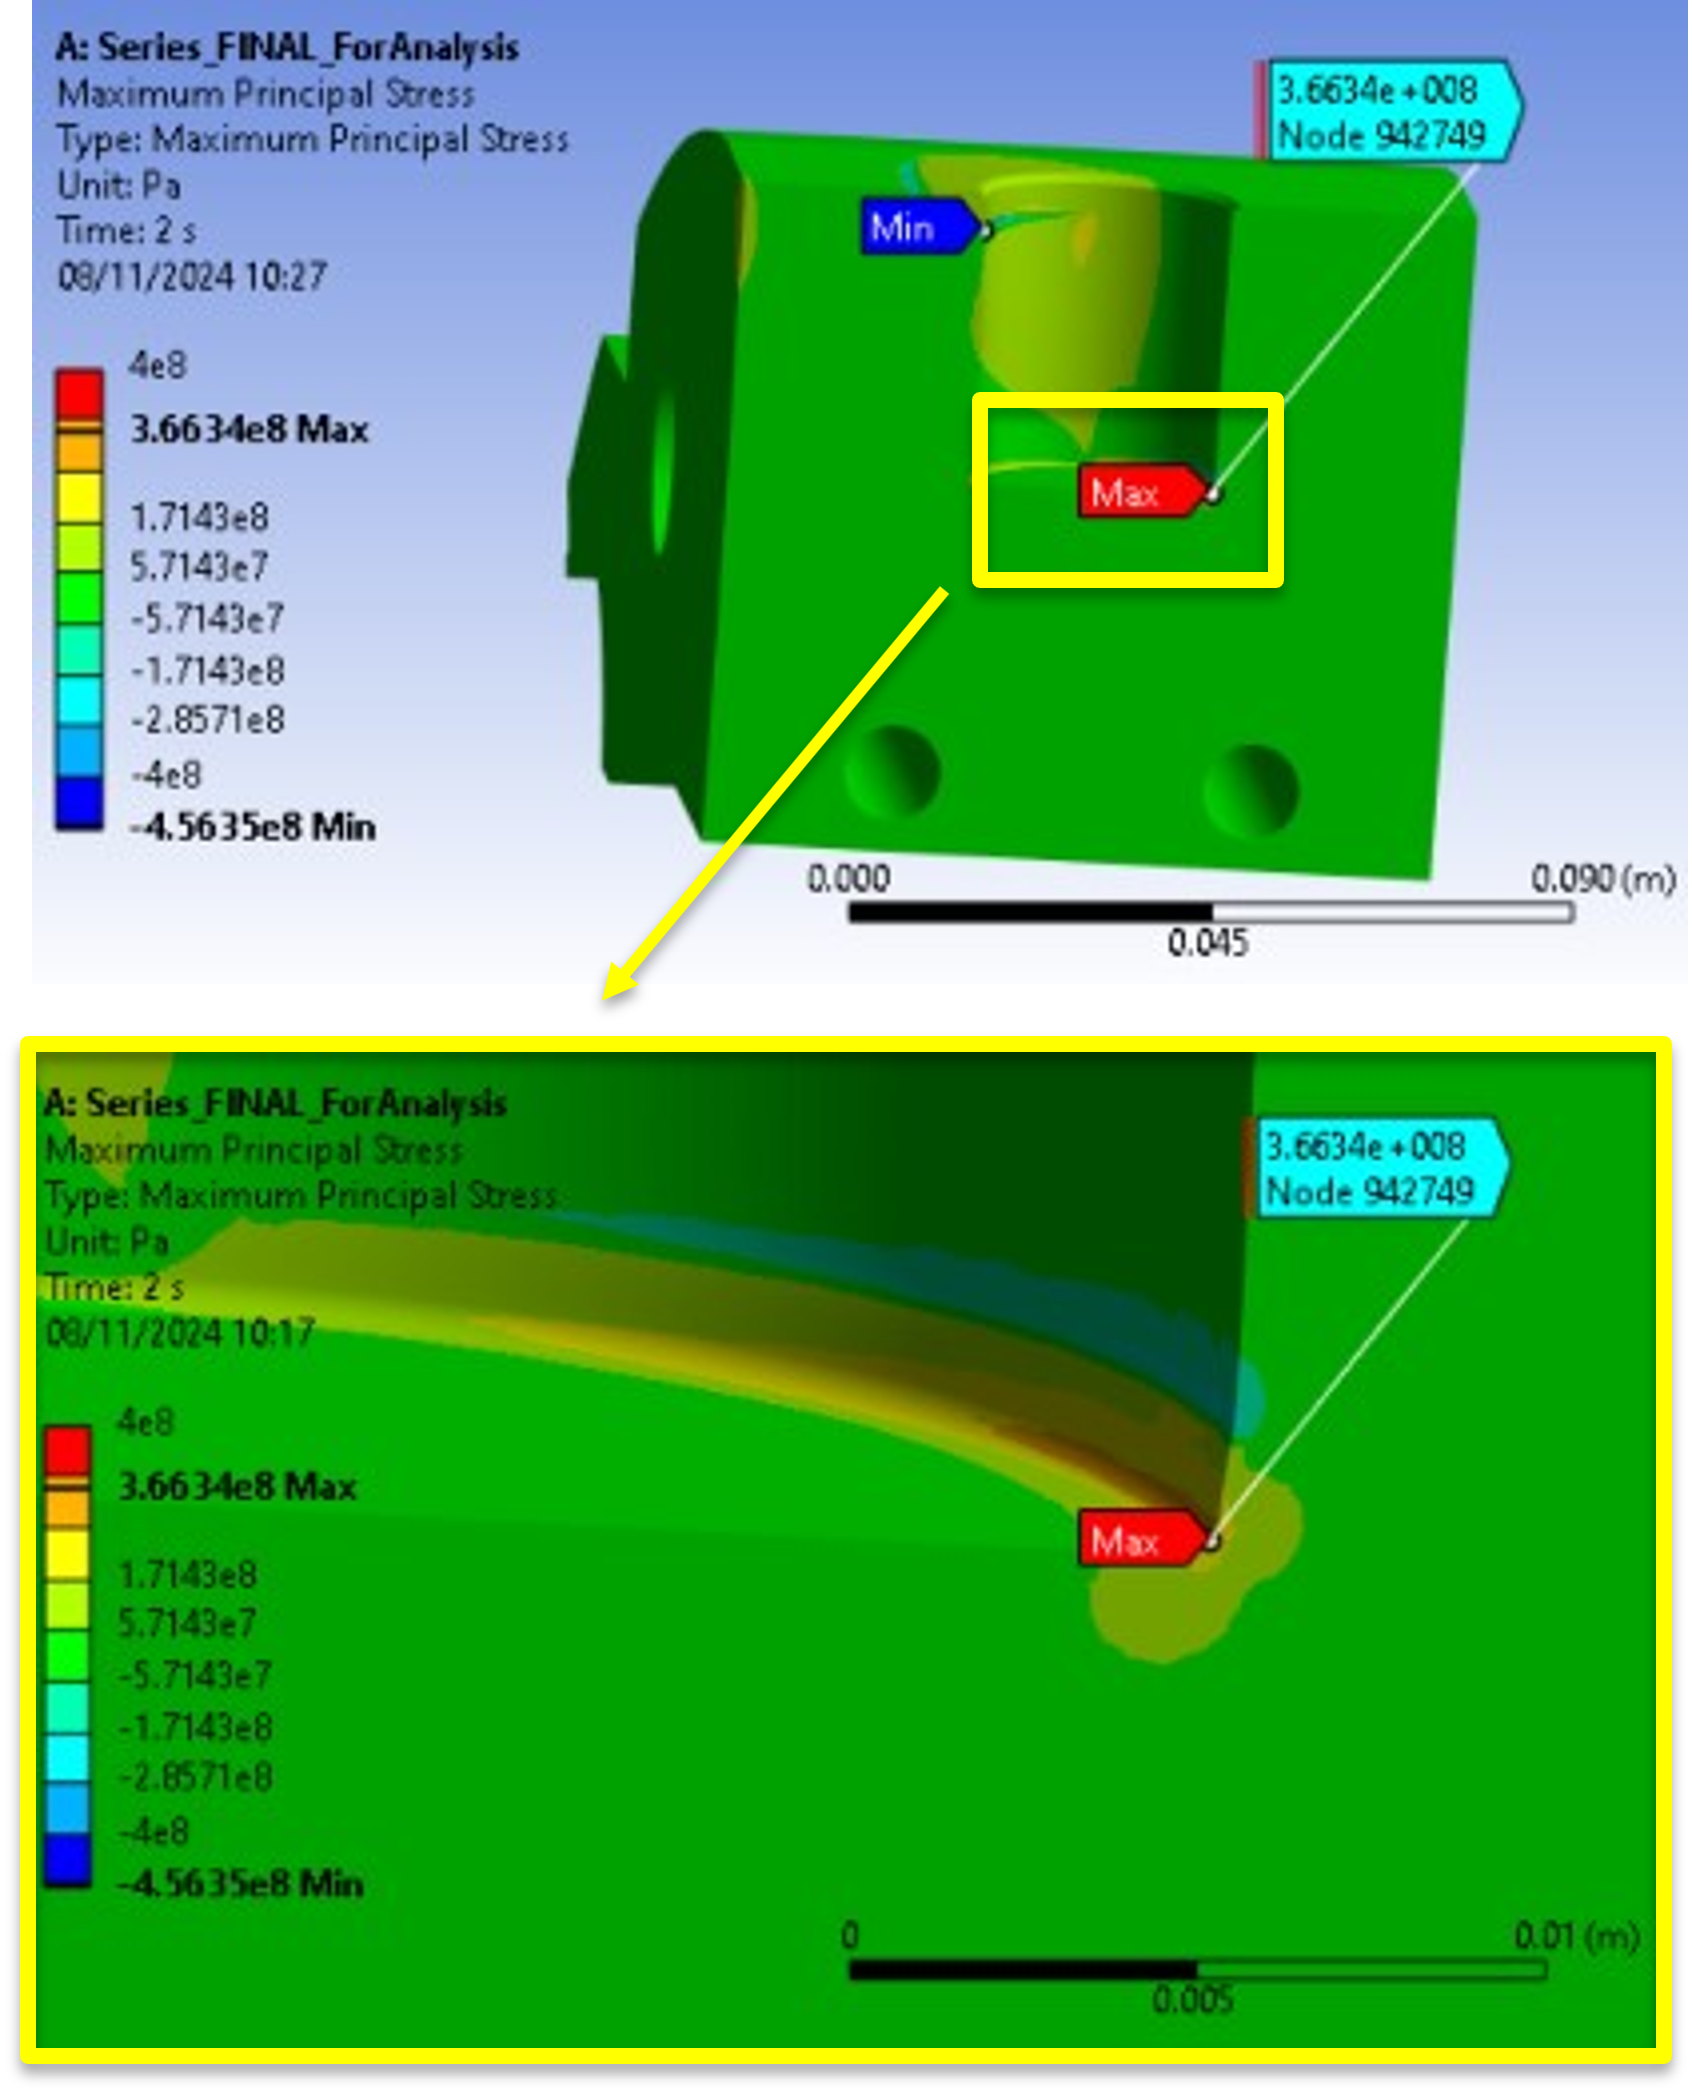 A: Series_FINAL_ForAnalysis
Maximum Principal Stress
Type: Maximum Principal Stress
Unit: Pa
Time: 2 s
08/11/2024 10:27
3.6634e+008
Node 942749
Min
Max
4e8
3.6634e8 Max
1.7143e8
5.7143e7
-5.7143e7
-1.7143e8
-2.8571e8
-4e8
-4.5635e8 Min
0.000
0.090 (m)
0.045
A: Series_FINAL_ForAnalysis
Maximum Principal Stress
Type: Maximum Principal Stress
Unit: Pa
Time: 2 s
08/11/2024 10:17
3.6634e+008
Node 942749
Max
4e8
3.6634e8 Max
1.7143e8
5.7143e7
-5.7143e7
-1.7143e8
-2.8571e8
-4e8
-4.5635e8 Min
0
0.01 (m)
0.005